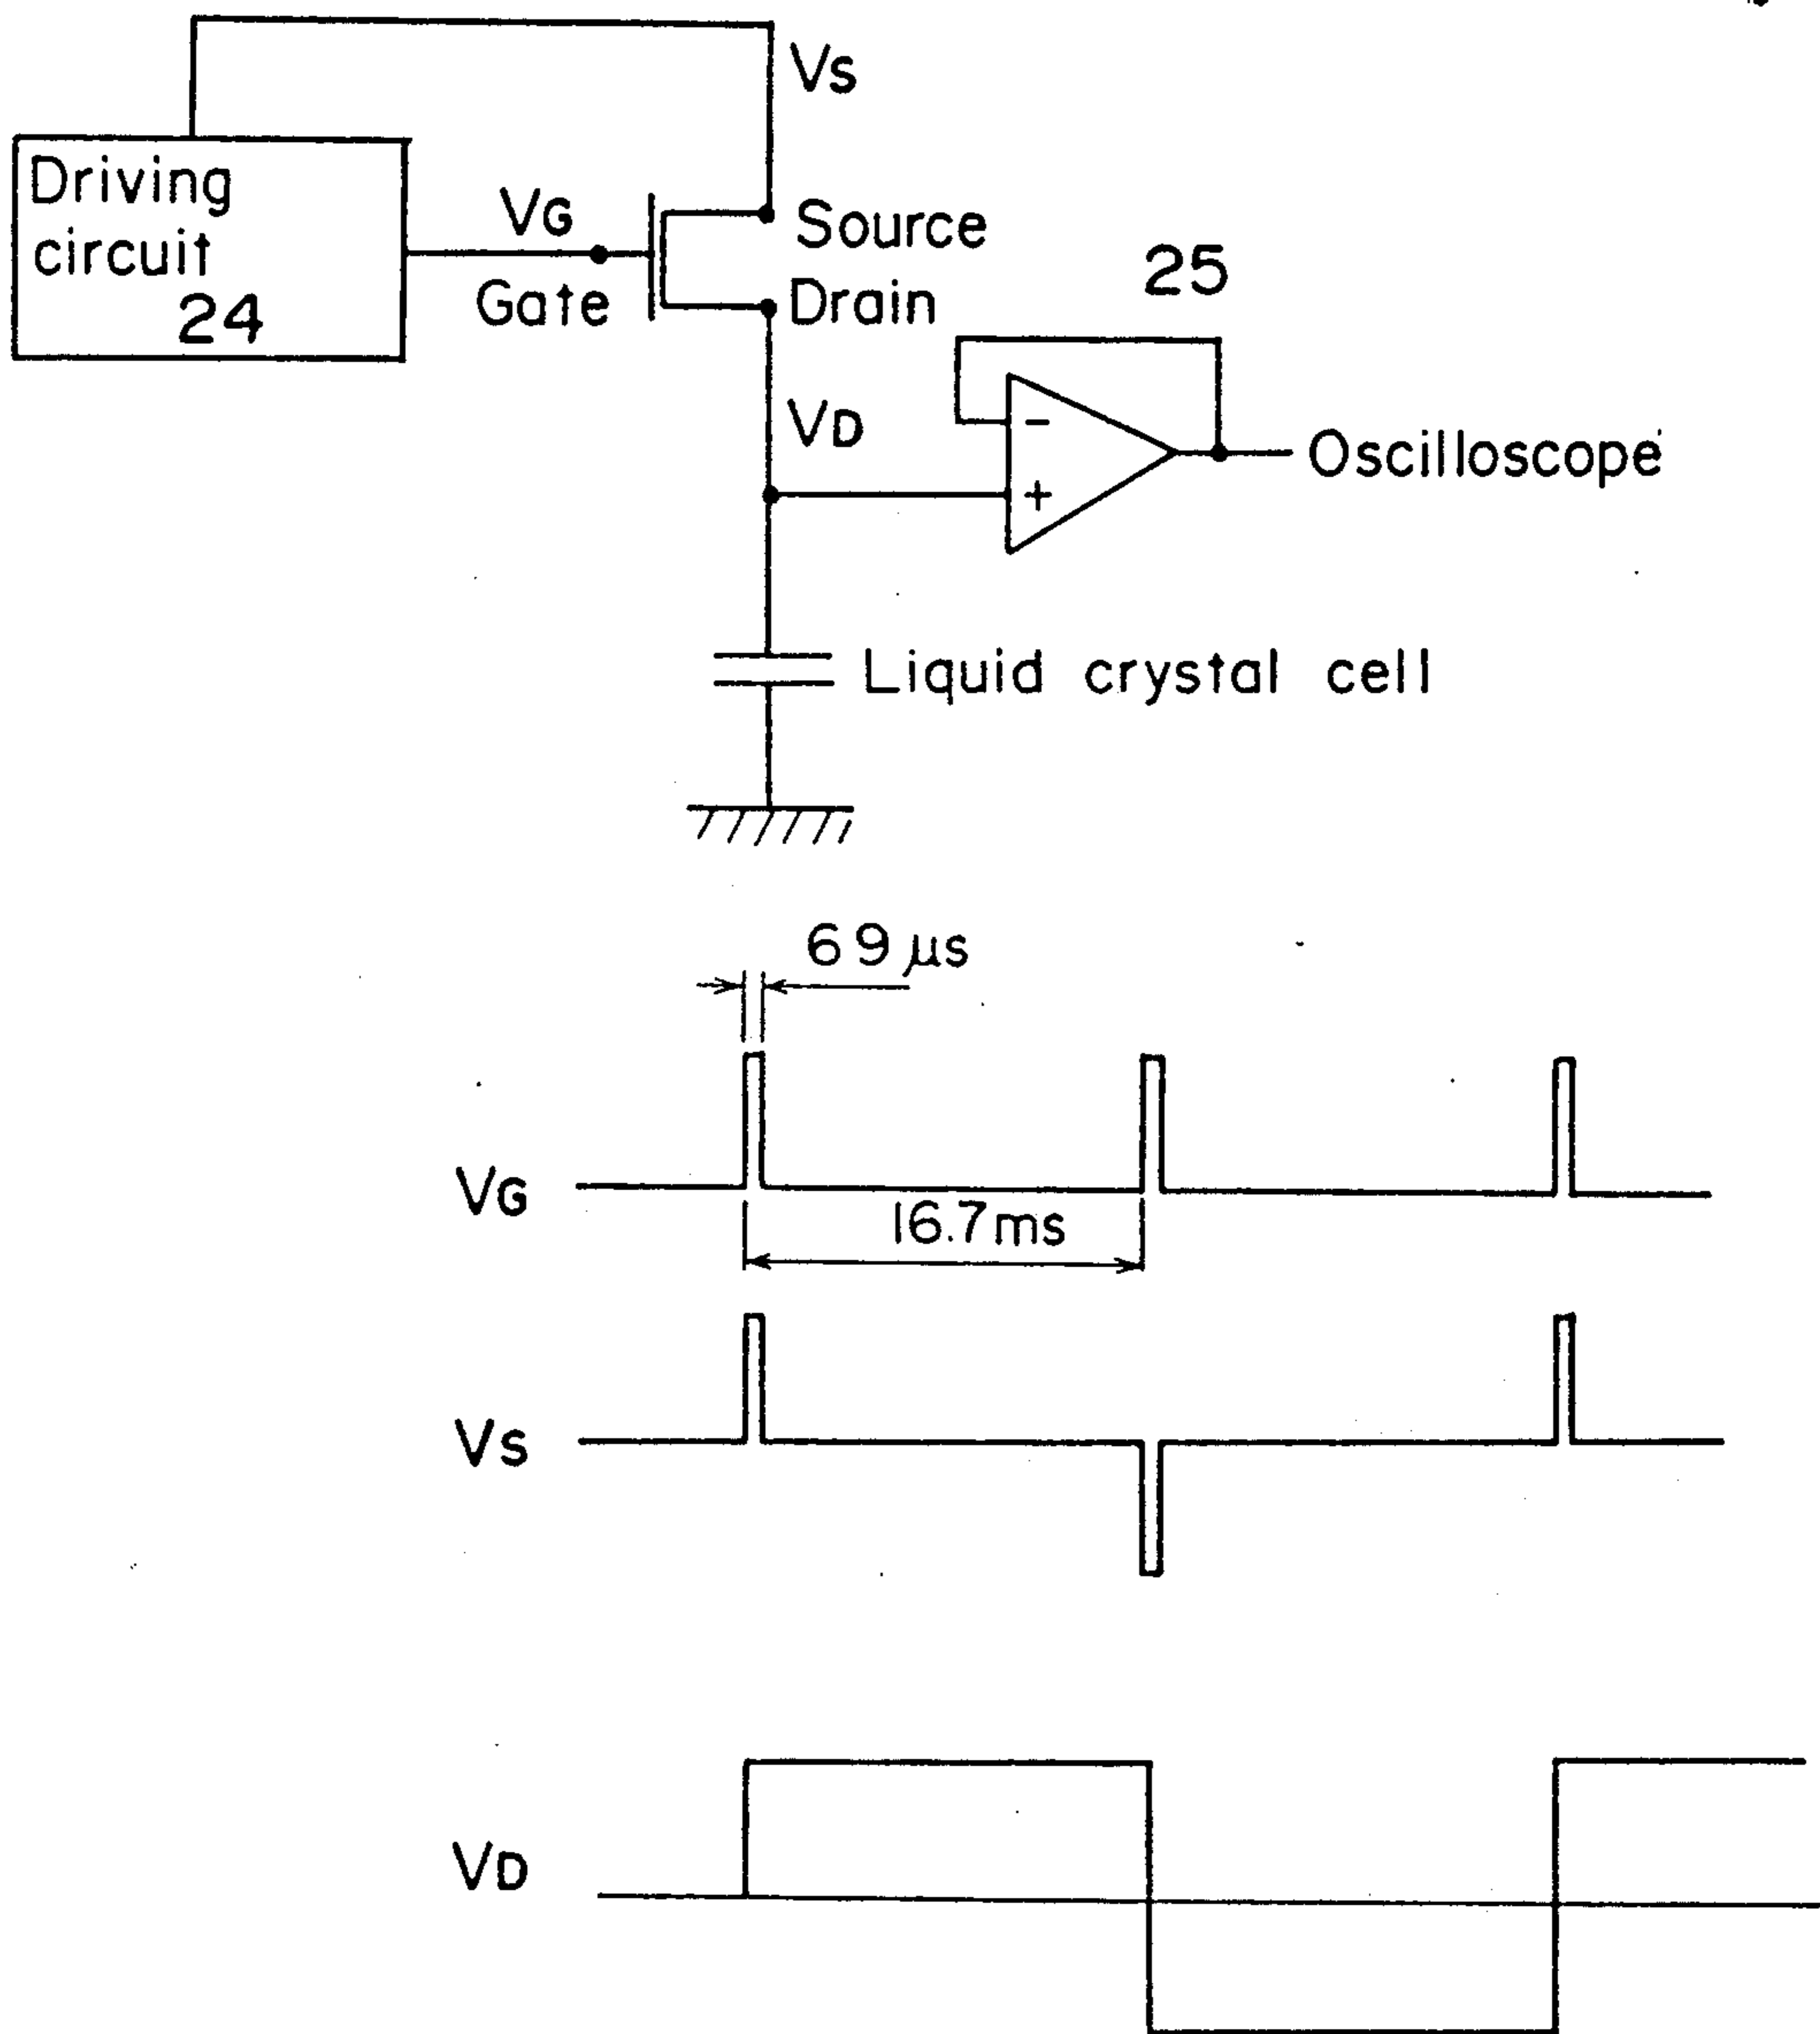 Vs
Driving
circuit
24
VG
Gate
Source
Drain
25
VD
-
+
Oscilloscope
Liquid crystal cell
69 μs
VG
16.7ms
Vs
VD